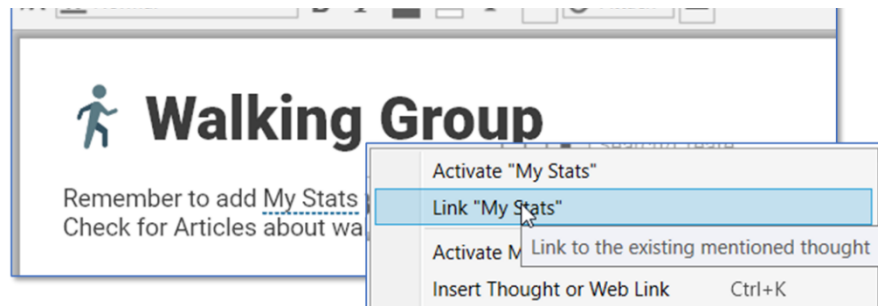 Walking Group
Remember to add My Stats
Check for Articles about wa
Activate "My Stats"
Link "My Stats"
Link to the existing mentioned thought
Activate M
Insert Thought or Web Link Ctrl+K